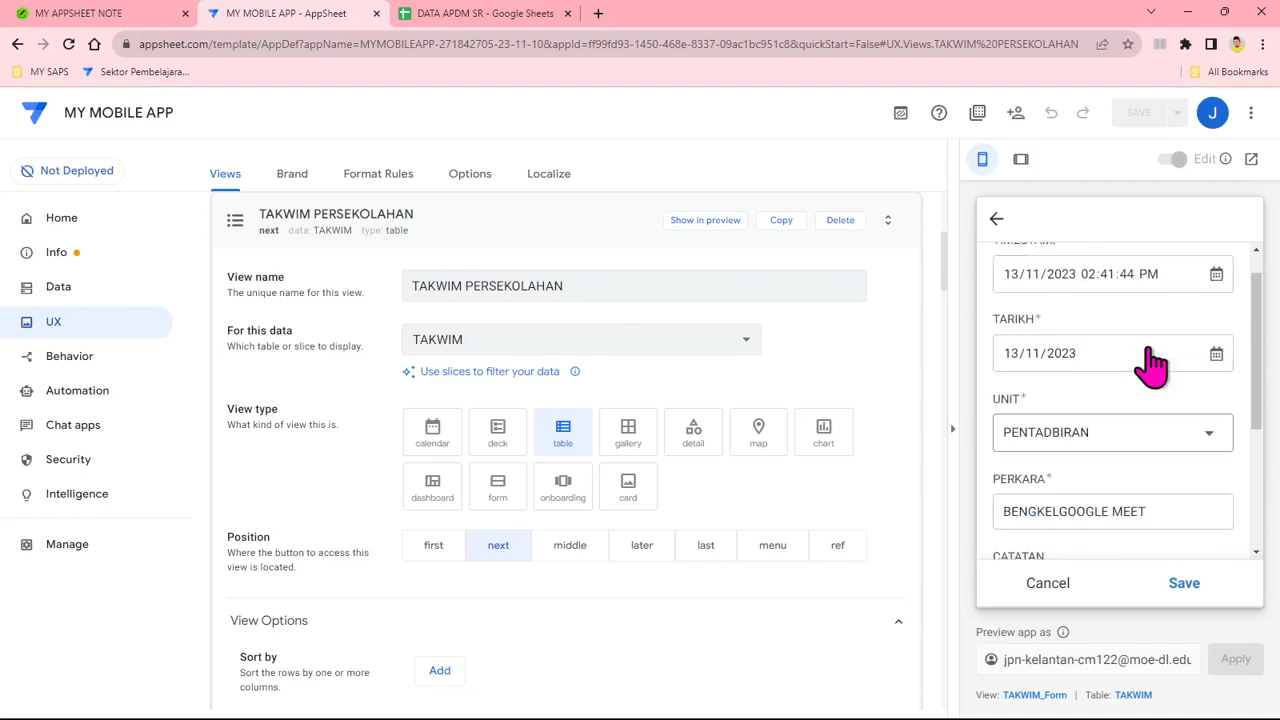 MY APPSHEET NOTE
MY MOBILE APP - AppSheet
DATA APDM SR - Google Sheets
appsheet.com/template/AppDef?appName=MYMOBILEAPP-271842725-23-11-10&appId=ff99fd93-1450-468e-8337-09ac1bc951c8&quickStart=False#UX.Views.TAKWIM%20PERSEKOLAHAN
MY SAPS
Sektor Pembelajara...
All Bookmarks
MY MOBILE APP
SAVE
J
Not Deployed
Home
Info
Data
UX
Behavior
Automation
Chat apps
Security
Intelligence
Manage
Views
Brand
Format Rules
Options
Localize
TAKWIM PERSEKOLAHAN
next data: TAKWIM type: table
Show in preview
Copy
Delete
View name
The unique name for this view.
TAKWIM PERSEKOLAHAN
For this data
Which table or slice to display.
TAKWIM
Use slices to filter your data
View type
What kind of view this is.
calendar
deck
table
gallery
detail
map
chart
dashboard
form
onboarding
card
Position
Where the button to access this
view is located.
first
next
middle
later
last
menu
ref
View Options
Sort by
Sort the rows by one or more
columns.
Add
Edit
13/11/2023 02:41:44 PM
TARIKH*
13/11/2023
UNIT*
PENTADBIRAN
PERKARA*
BENGKELGOOGLE MEET
CATATAN
Cancel
Save
Preview app as
jpn-kelantan-cm122@moe-dl.edu
Apply
View: TAKWIM_Form | Table: TAKWIM